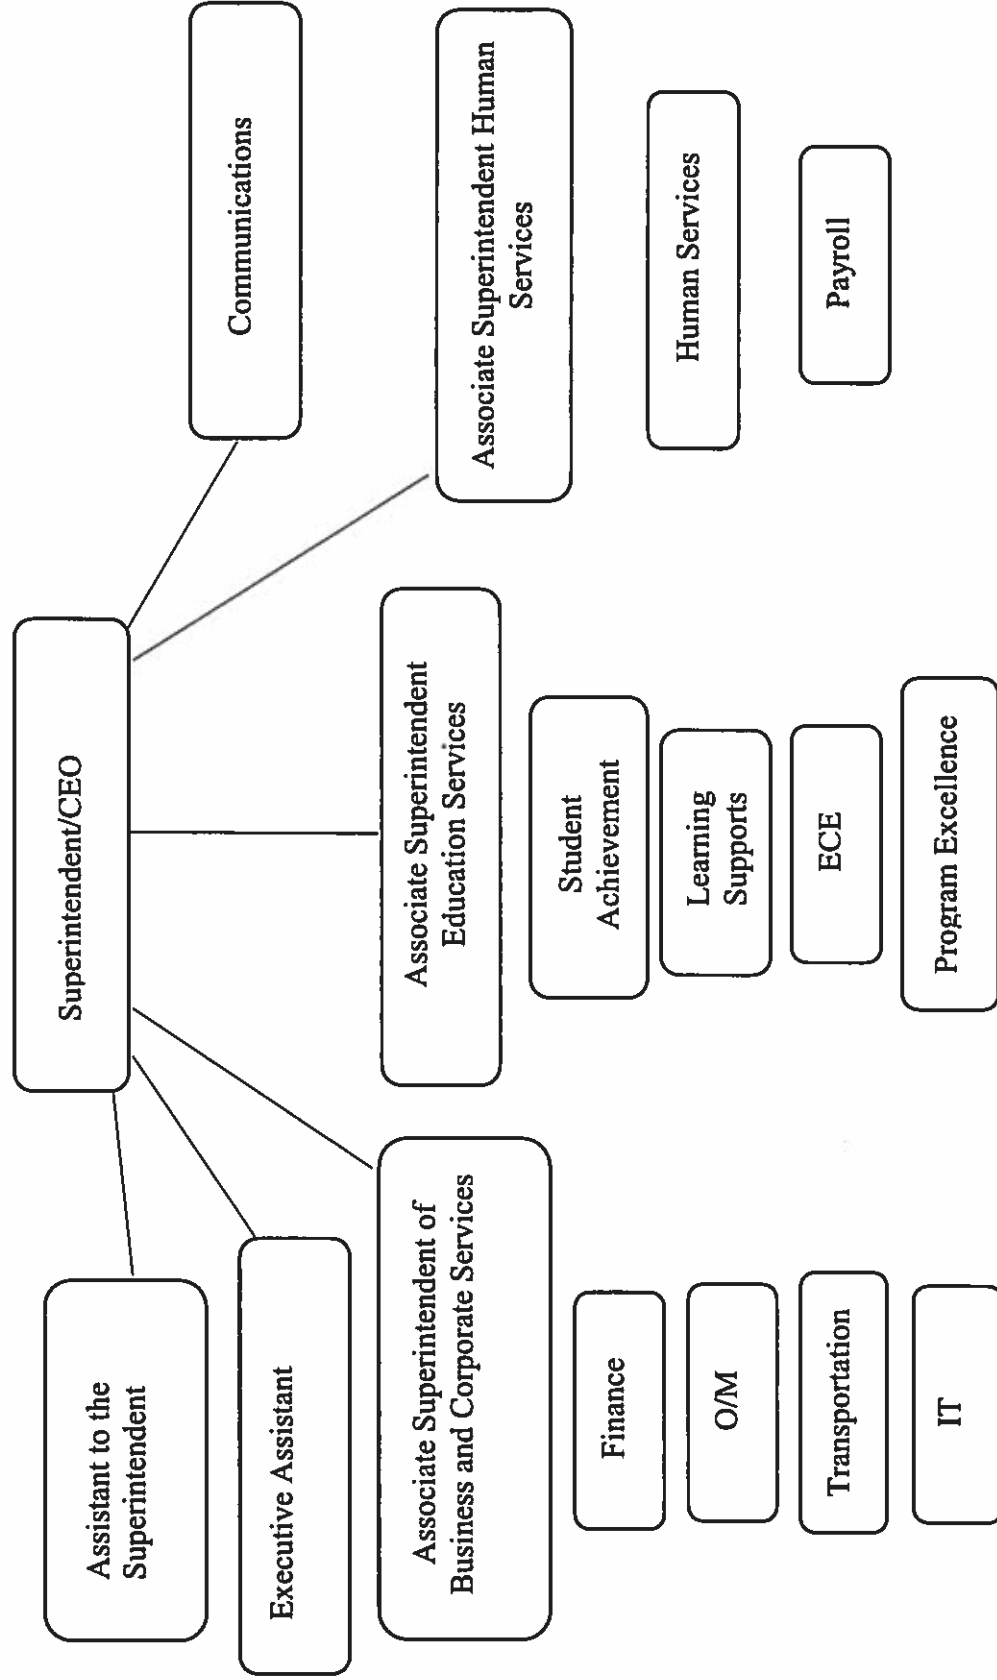 Superintendent/CEO
Assistant to the
Superintendent
Executive Assistant
Communications
Associate Superintendent of
Business and Corporate Services
Finance
O/M
Transportation
IT
Associate Superintendent
Education Services
Student
Achievement
Learning
Supports
ECE
Program Excellence
Associate Superintendent Human
Services
Human Services
Payroll